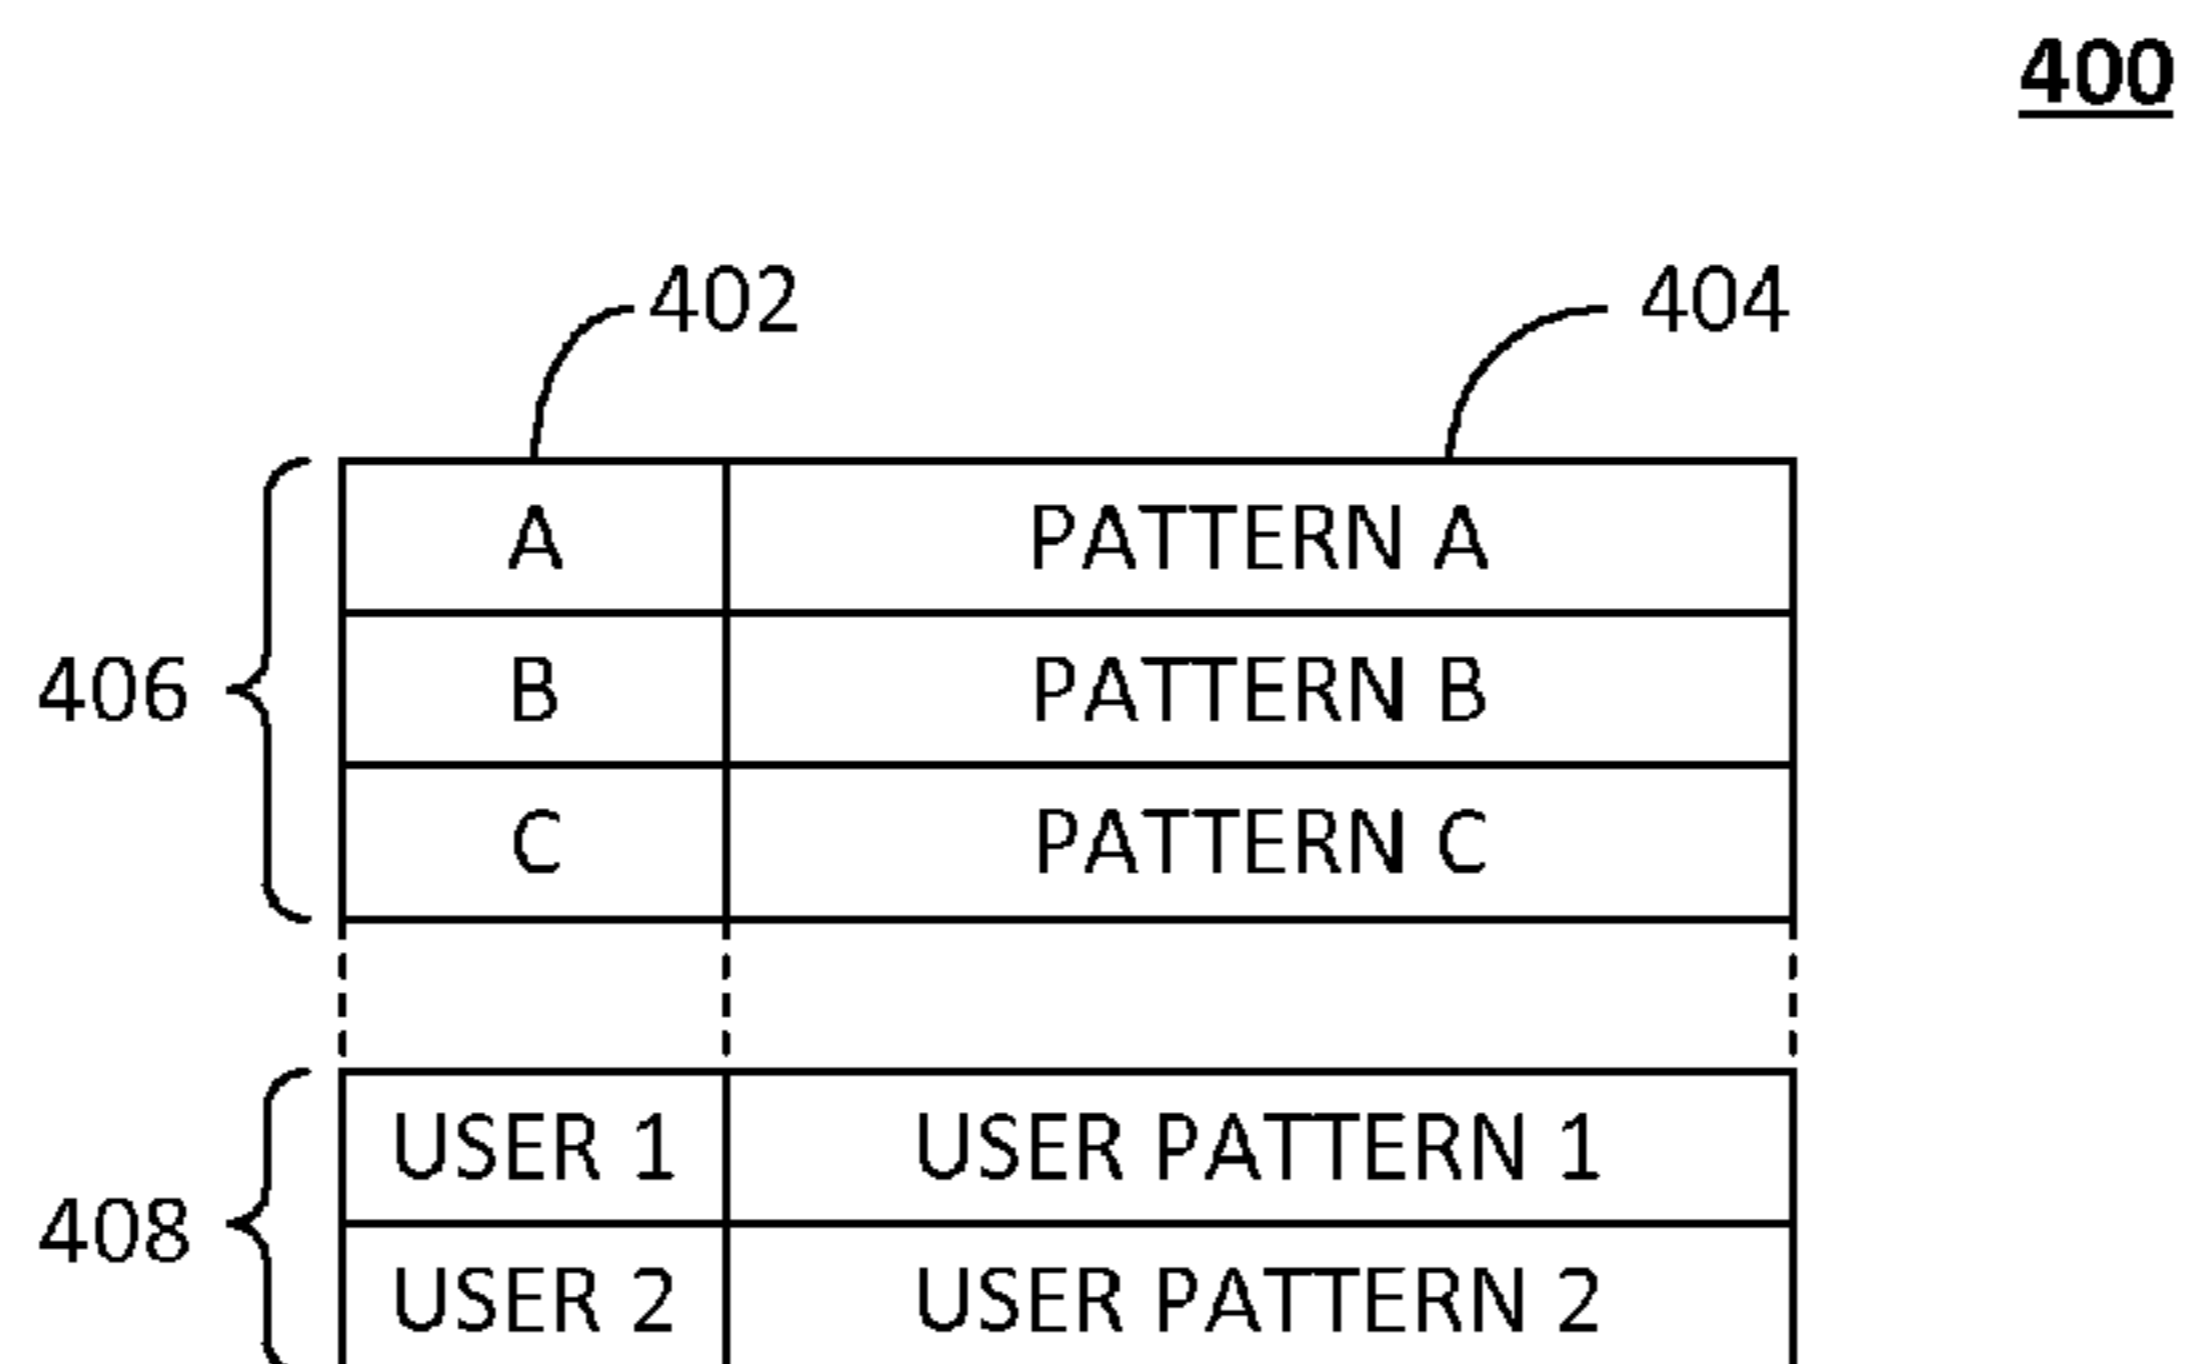 400
402 404
A PATTERN A
406 B PATTERN B
C PATTERN C
USER 1 USER PATTERN 1
408
USER 2 USER PATTERN 2